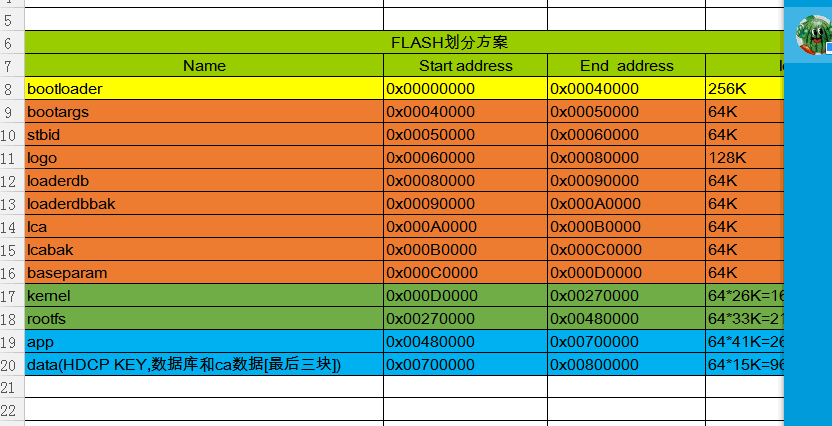 5
6 FLASH划分方案
7 Name Start address End address
8 bootloader 0x00000000 0x00040000 256K
9 bootargs 0x00040000 0x00050000 64K
10 stbid 0x00050000 0x00060000 64K
11 logo 0x00060000 0x00080000 128K
12 loaderdb 0x00080000 0x00090000 64K
13 loaderdbbak 0x00090000 0x000A0000 64K
14 lca 0x000A0000 0x000B0000 64K
15 lcabak 0x000B0000 0x000C0000 64K
16 baseparam 0x000C0000 0x000D0000 64K
17 kernel 0x000D0000 0x00270000 64*26K=16
18 rootfs 0x00270000 0x00480000 64*33K=21
19 app 0x00480000 0x00700000 64*41K=26
20 data(HDCP KEY,数据库和ca数据[最后三块]) 0x00700000 0x00800000 64*15K=96
21
22